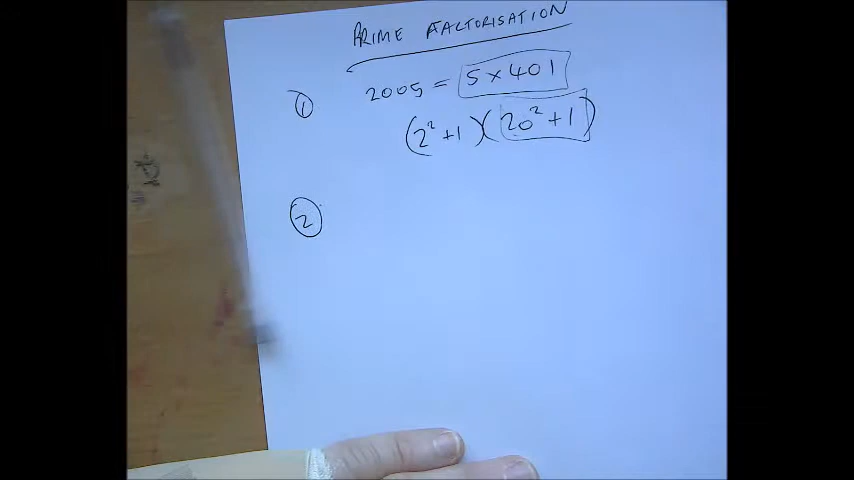 PRIME FACTORISATION
① 2005 = 5 × 401
(2² + 1)(20² + 1)
②